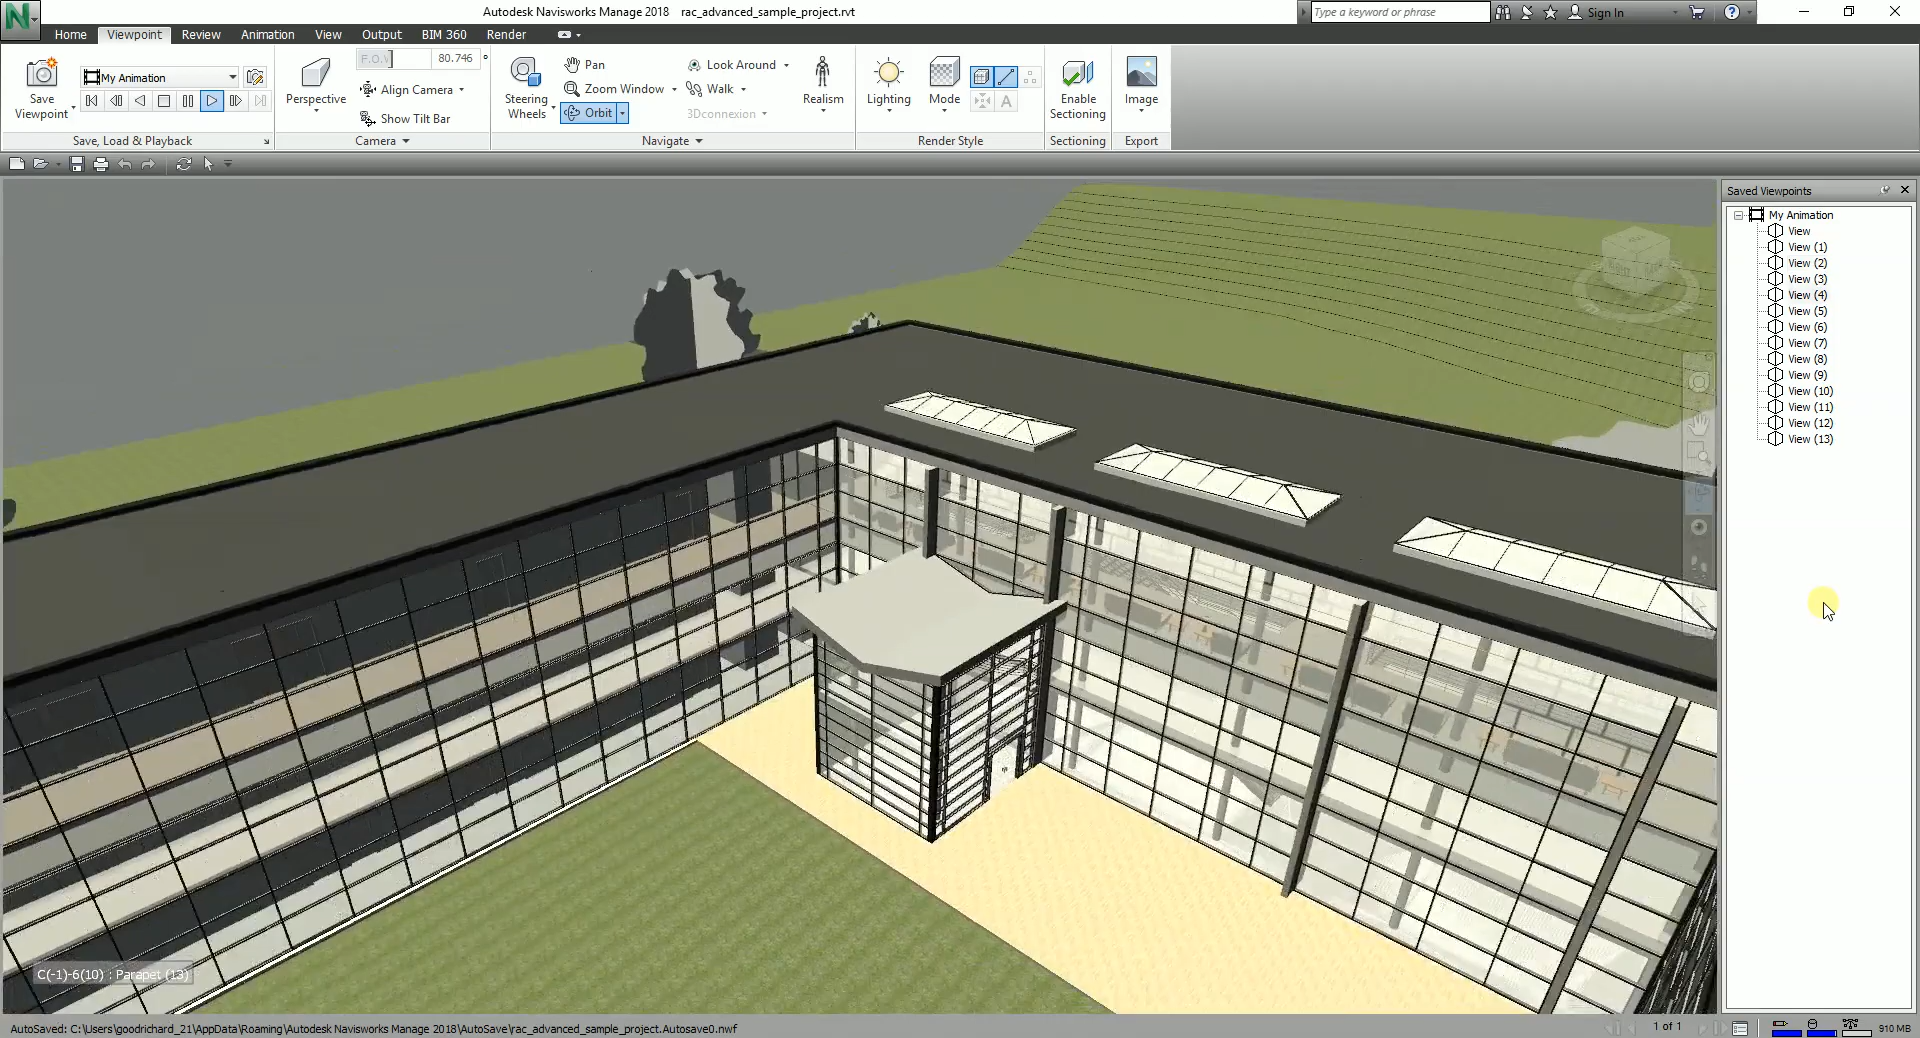 Autodesk Navisworks Manage 2018 rac_advanced_sample_project.rvt
Type a keyword or phrase
Sign In
Home Viewpoint Review Animation View Output BIM 360 Render
Save Viewpoint
My Animation
Save, Load & Playback
Perspective
F.O.V 80.746 °
Align Camera
Show Tilt Bar
Camera
Steering Wheels
Pan
Zoom Window
Orbit
Look Around
Walk
3Dconnexion
Realism
Navigate
Lighting
Mode
A
Render Style
Enable Sectioning
Sectioning
Image
Export
Saved Viewpoints
My Animation
View
View (1)
View (2)
View (3)
View (4)
View (5)
View (6)
View (7)
View (8)
View (9)
View (10)
View (11)
View (12)
View (13)
C(-1)-6(10) : Parapet (13)
AutoSaved: C:\Users\goodrichard_21\AppData\Roaming\Autodesk Navisworks Manage 2018\AutoSave\rac_advanced_sample_project.Autosave0.nwf
1 of 1
910 MB